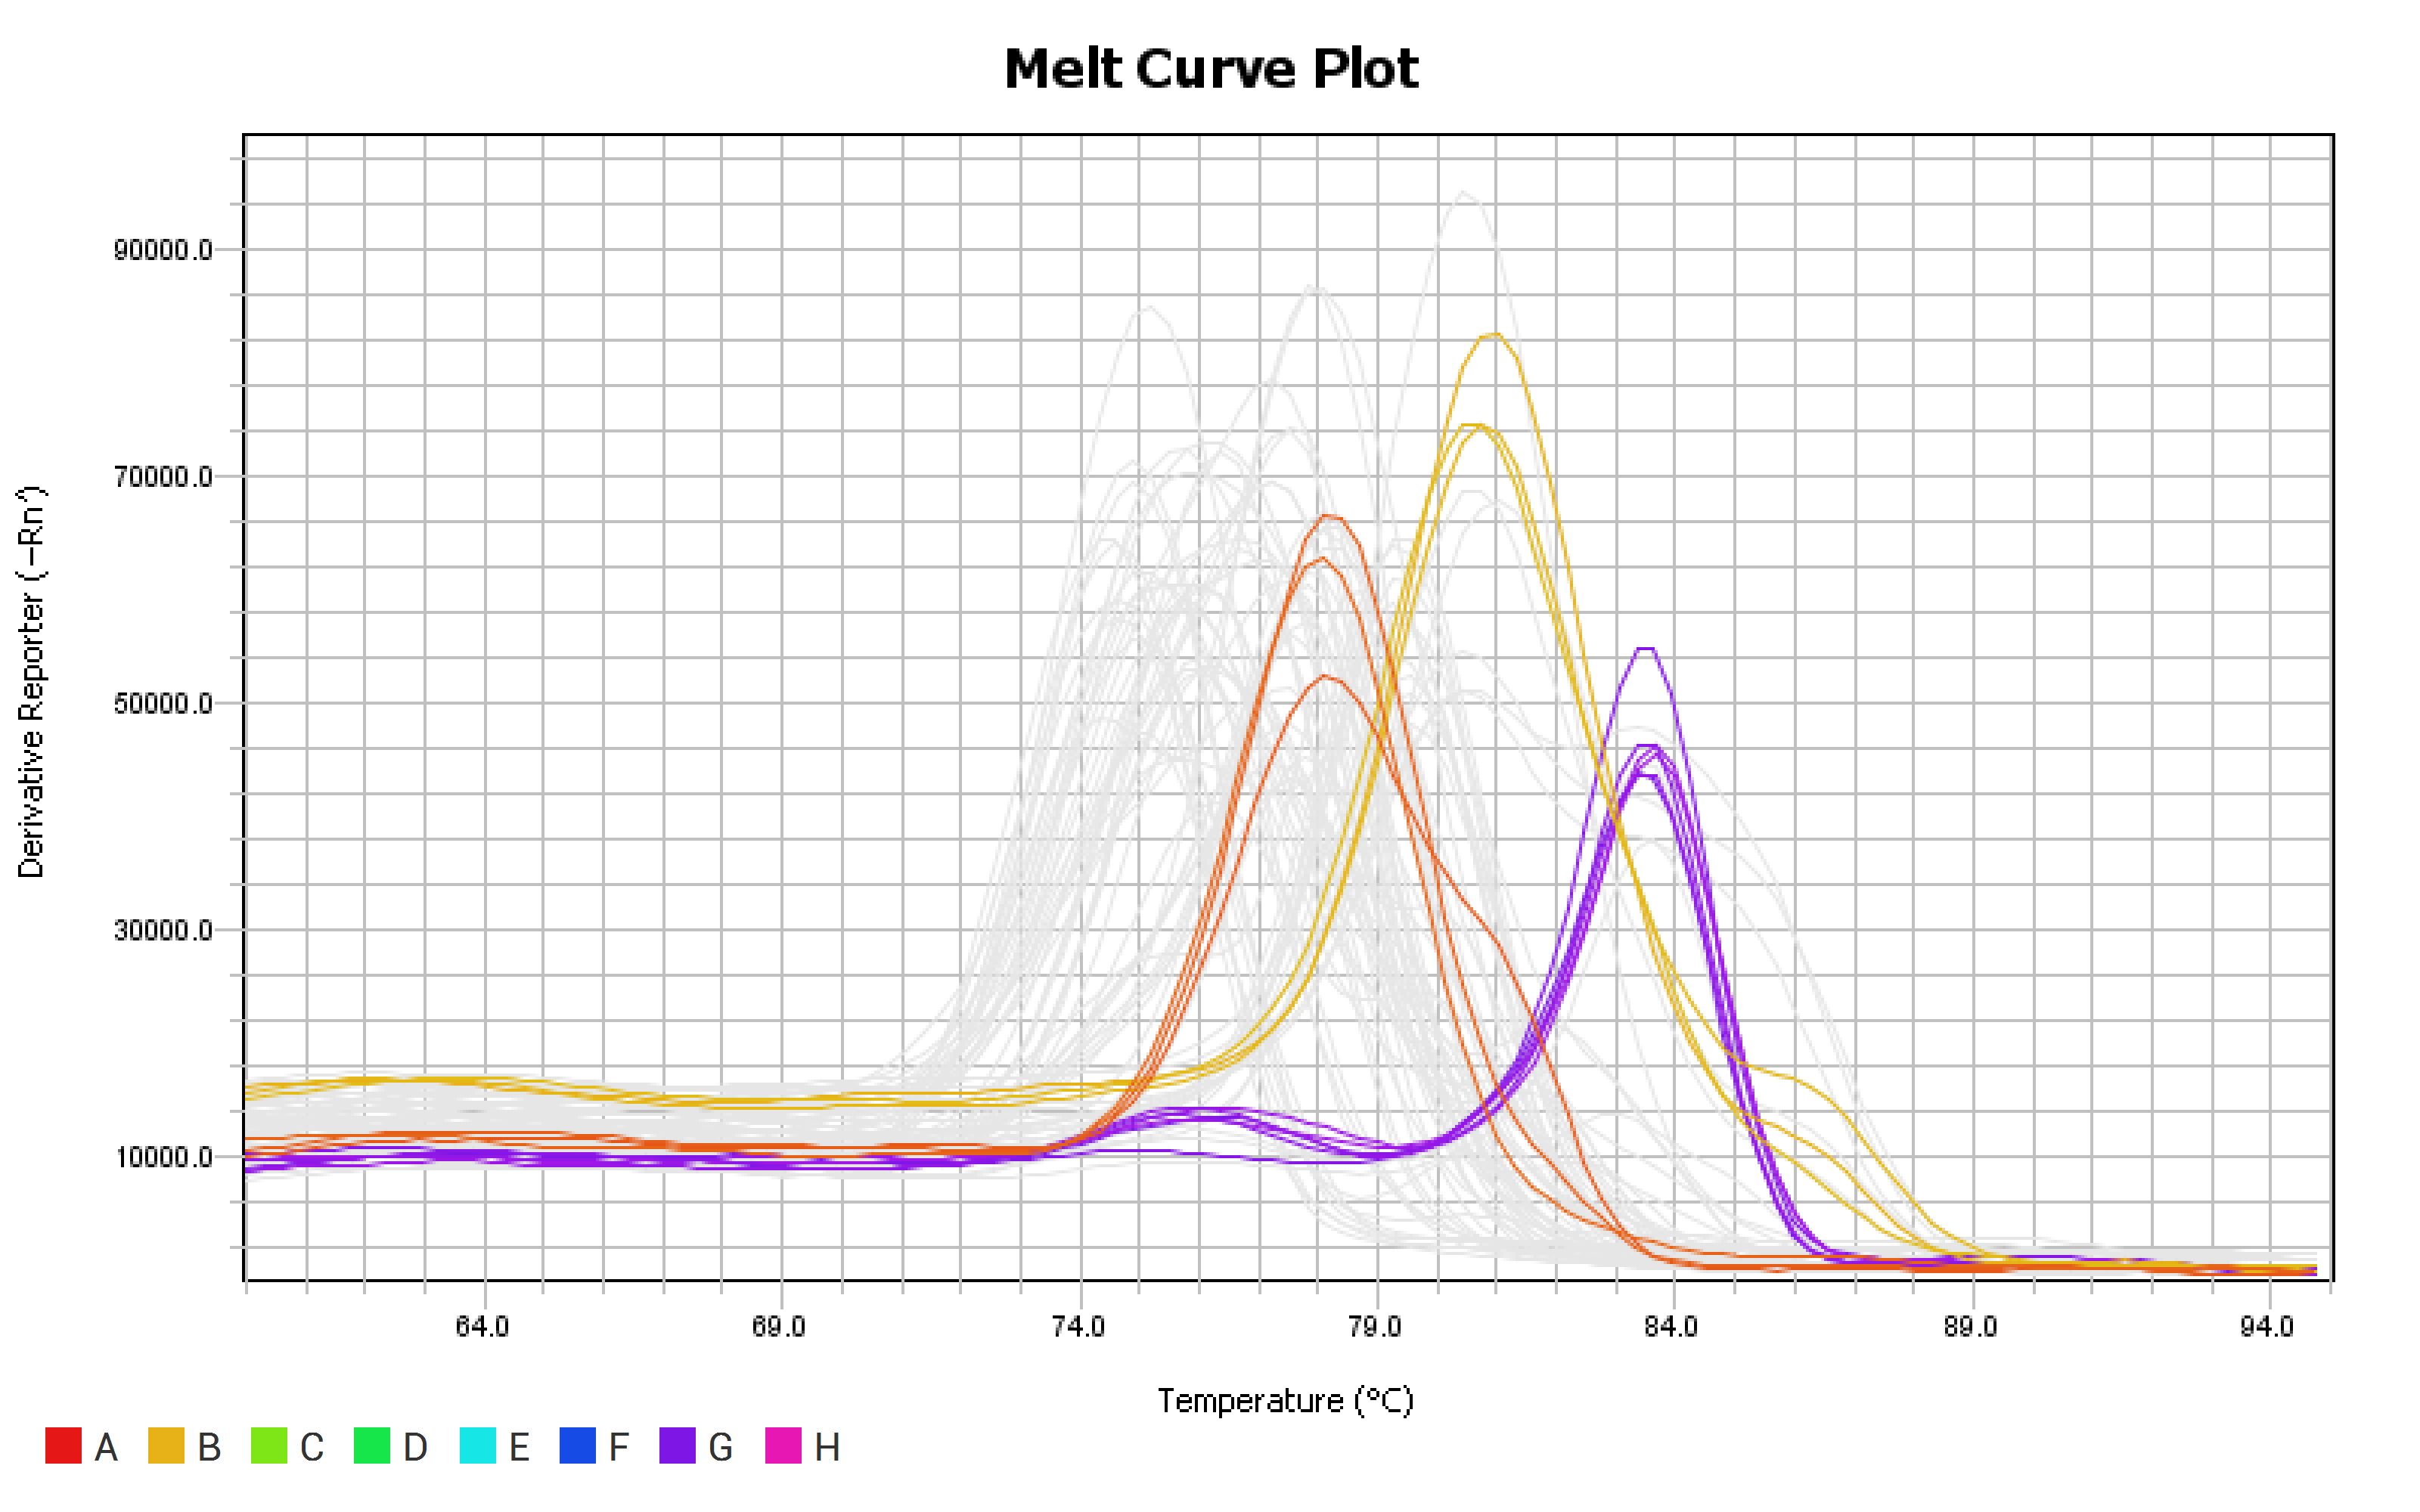 Melt Curve Plot
Derivative Reporter (-Rn')
90000.0
70000.0
50000.0
30000.0
10000.0
64.0 69.0 74.0 79.0 84.0 89.0 94.0
Temperature (°C)
A B C D E F G H